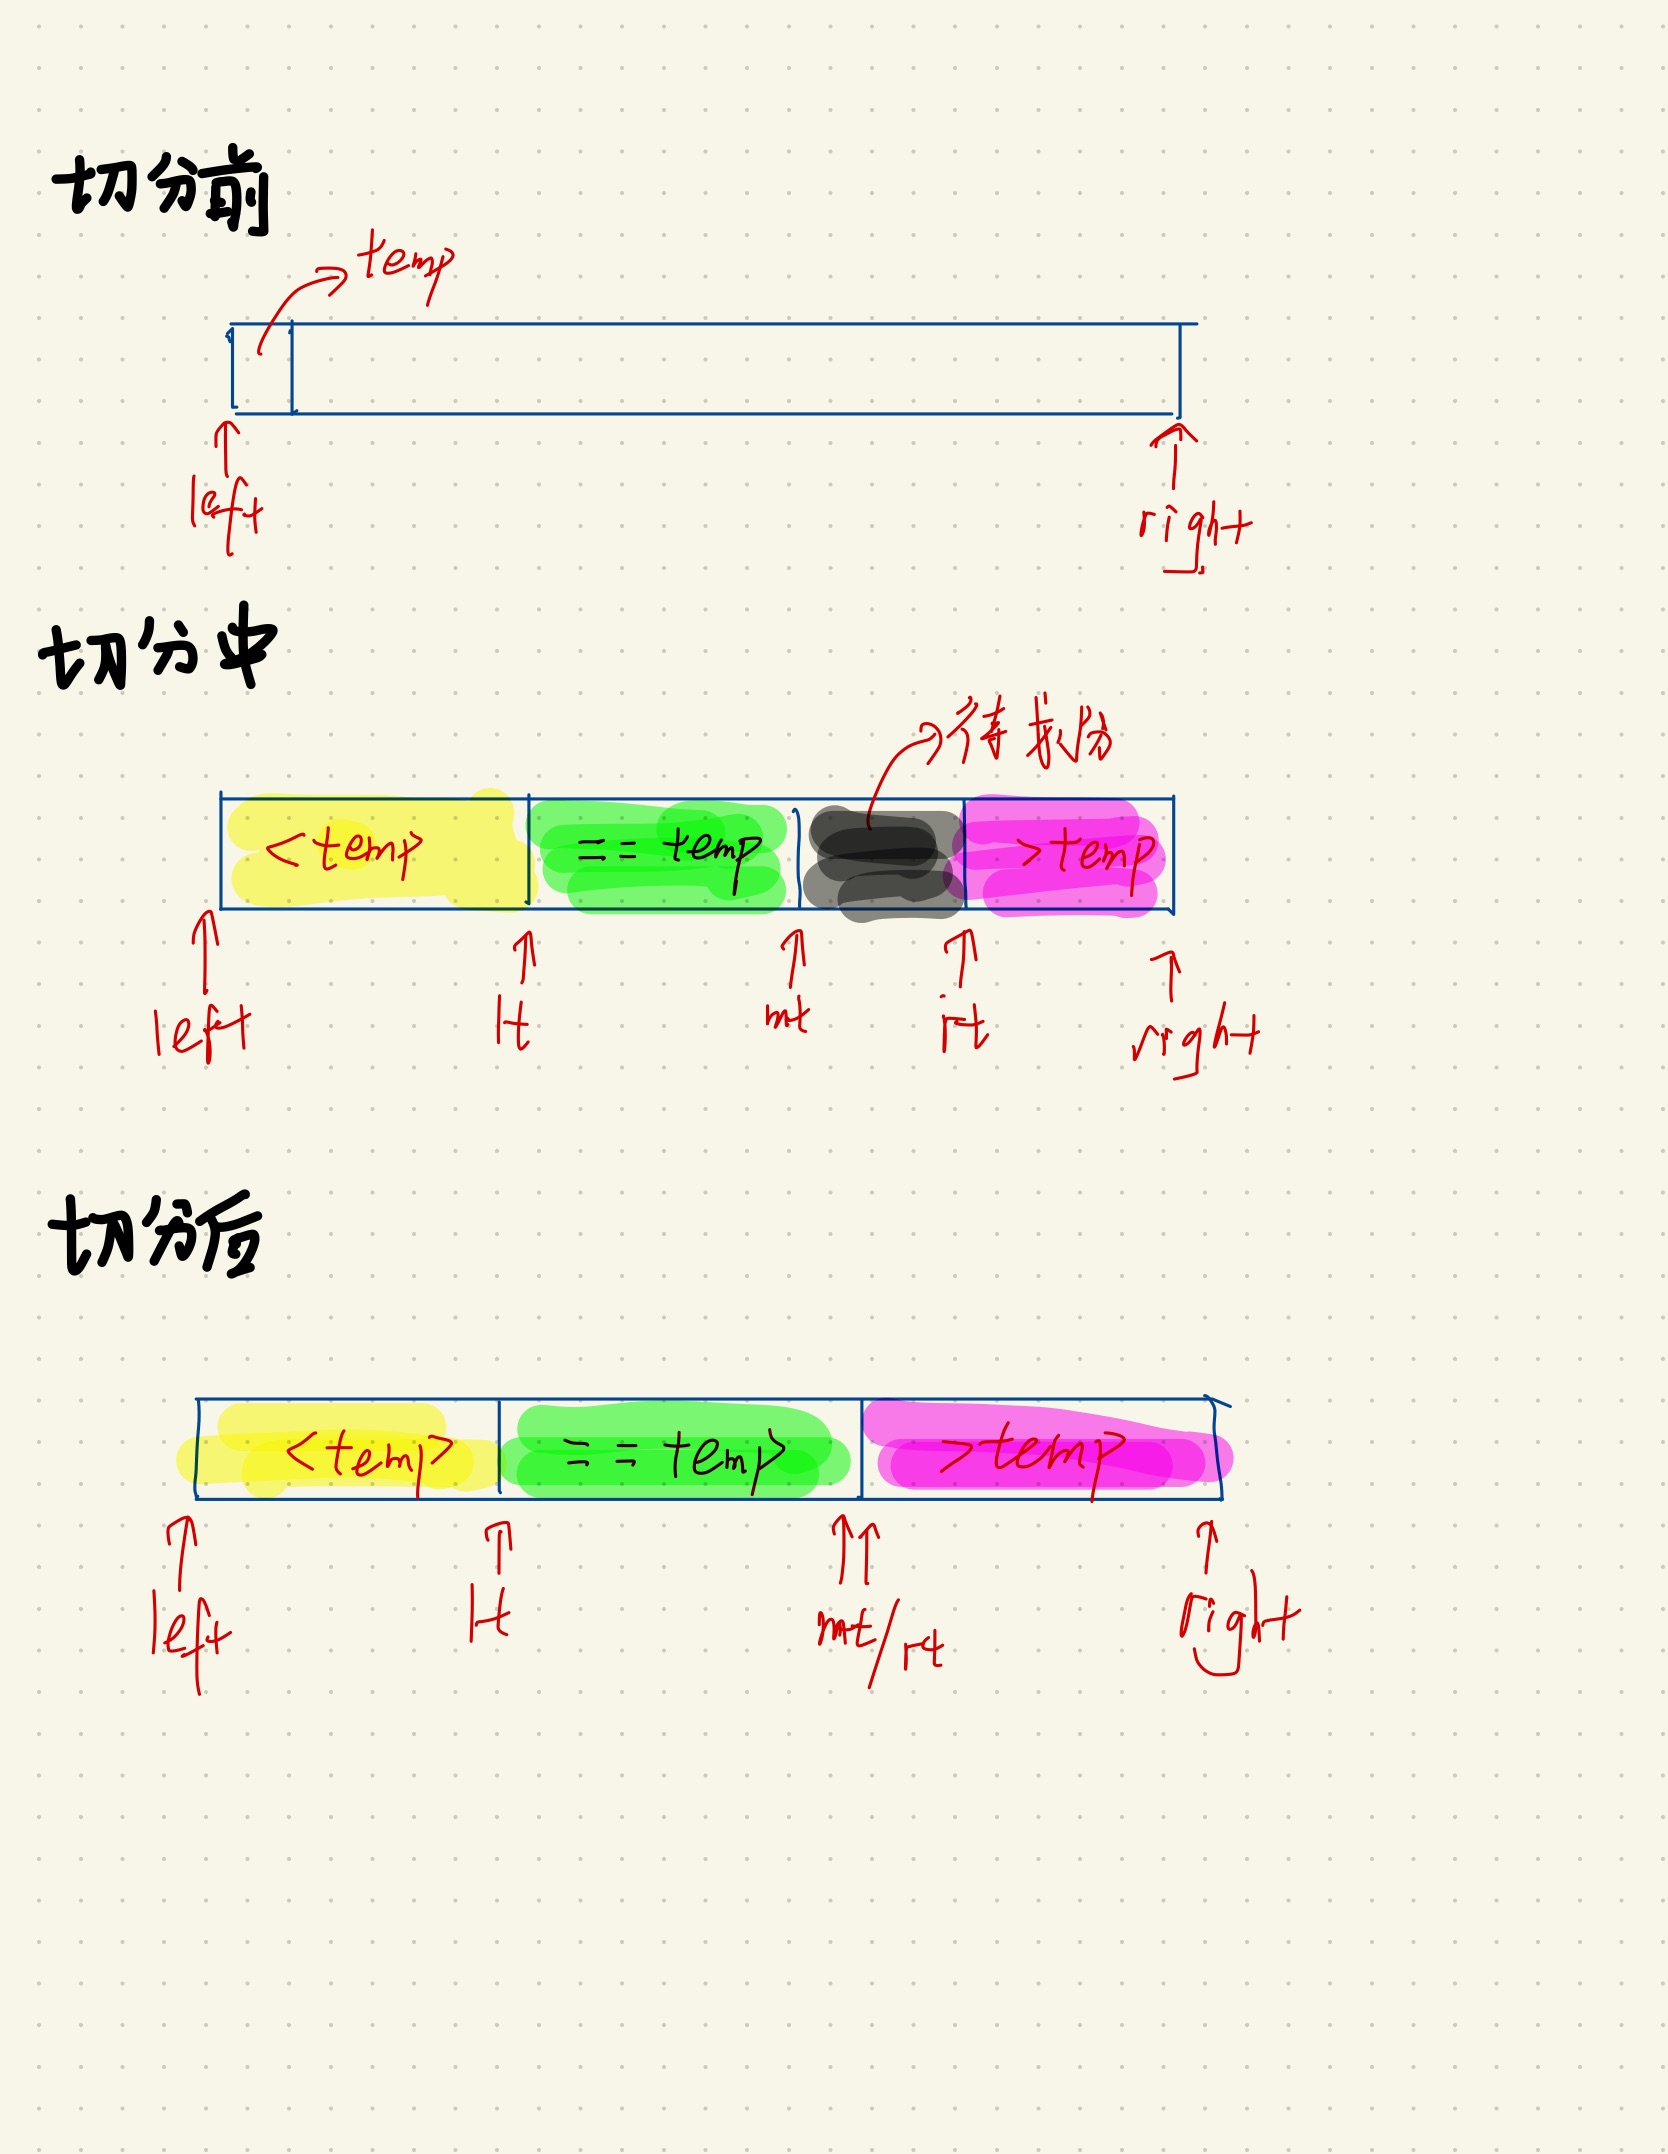 切分前
temp
left right
切分中
待切分
<temp == temp >temp
left lt mt rt right
切分后
<temp == temp >temp
left lt mt/rt right